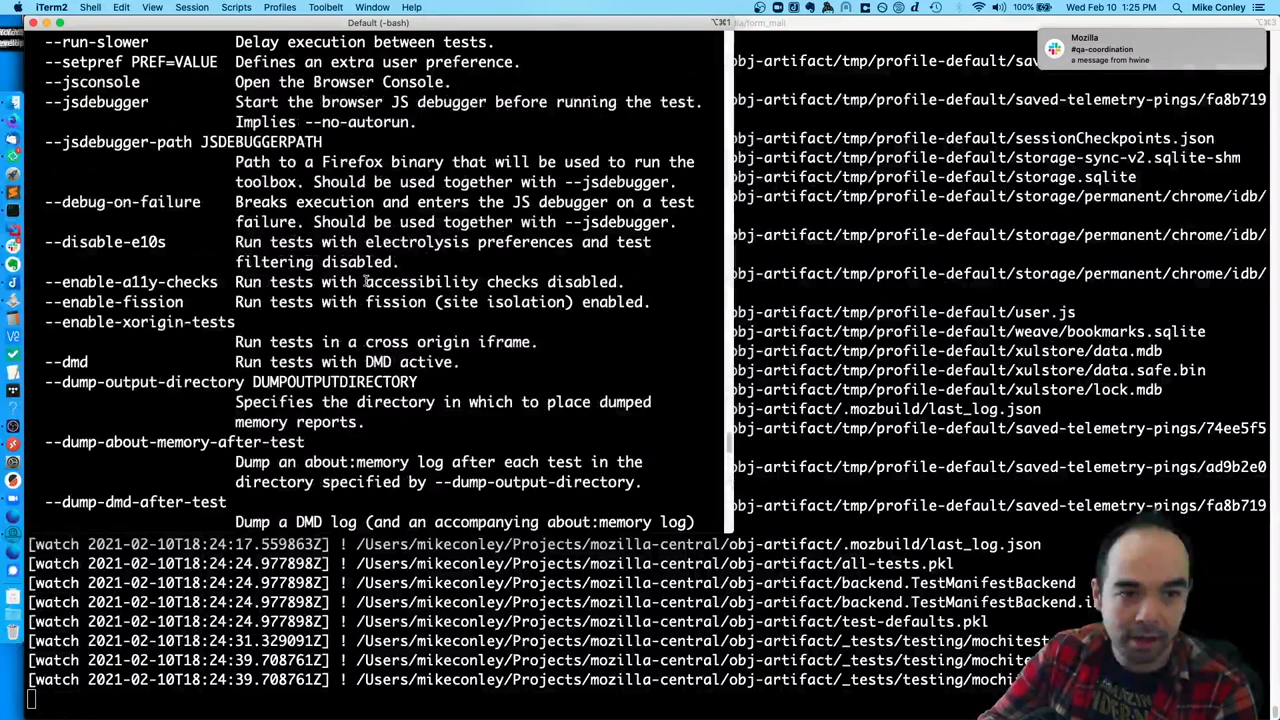 iTerm2 Shell Edit View Session Scripts Profiles Toolbelt Window Help
100% Wed Feb 10 1:25 PM Mike Conley
Default (-bash)
⌥⌘1
dia/form_mail
⌥⌘3
Mozilla
#qa-coordination
a message from hwine
--run-slower Delay execution between tests.
--setpref PREF=VALUE Defines an extra user preference.
--jsconsole Open the Browser Console.
--jsdebugger Start the browser JS debugger before running the test.
Implies --no-autorun.
--jsdebugger-path JSDEBUGGERPATH
Path to a Firefox binary that will be used to run the
toolbox. Should be used together with --jsdebugger.
--debug-on-failure Breaks execution and enters the JS debugger on a test
failure. Should be used together with --jsdebugger.
--disable-e10s Run tests with electrolysis preferences and test
filtering disabled.
--enable-a11y-checks Run tests with accessibility checks disabled.
--enable-fission Run tests with fission (site isolation) enabled.
--enable-xorigin-tests
Run tests in a cross origin iframe.
--dmd Run tests with DMD active.
--dump-output-directory DUMPOUTPUTDIRECTORY
Specifies the directory in which to place dumped
memory reports.
--dump-about-memory-after-test
Dump an about:memory log after each test in the
directory specified by --dump-output-directory.
--dump-dmd-after-test
Dump a DMD log (and an accompanying about:memory log)
obj-artifact/tmp/profile-default/sa
obj-artifact/tmp/profile-default/saved-telemetry-pings/fa8b719
obj-artifact/tmp/profile-default/sessionCheckpoints.json
obj-artifact/tmp/profile-default/storage-sync-v2.sqlite-shm
obj-artifact/tmp/profile-default/storage.sqlite
obj-artifact/tmp/profile-default/storage/permanent/chrome/idb/
obj-artifact/tmp/profile-default/storage/permanent/chrome/idb/
obj-artifact/tmp/profile-default/storage/permanent/chrome/idb/
obj-artifact/tmp/profile-default/user.js
obj-artifact/tmp/profile-default/weave/bookmarks.sqlite
obj-artifact/tmp/profile-default/xulstore/data.mdb
obj-artifact/tmp/profile-default/xulstore/data.safe.bin
obj-artifact/tmp/profile-default/xulstore/lock.mdb
obj-artifact/.mozbuild/last_log.json
obj-artifact/tmp/profile-default/saved-telemetry-pings/74ee5f5
obj-artifact/tmp/profile-default/saved-telemetry-pings/ad9b2e0
obj-artifact/tmp/profile-default/saved-telemetry-pings/fa8b719
[watch 2021-02-10T18:24:17.559863Z] ! /Users/mikeconley/Projects/mozilla-central/obj-artifact/.mozbuild/last_log.json
[watch 2021-02-10T18:24:24.977898Z] ! /Users/mikeconley/Projects/mozilla-central/obj-artifact/all-tests.pkl
[watch 2021-02-10T18:24:24.977898Z] ! /Users/mikeconley/Projects/mozilla-central/obj-artifact/backend.TestManifestBackend
[watch 2021-02-10T18:24:24.977898Z] ! /Users/mikeconley/Projects/mozilla-central/obj-artifact/backend.TestManifestBackend.i
[watch 2021-02-10T18:24:24.977898Z] ! /Users/mikeconley/Projects/mozilla-central/obj-artifact/test-defaults.pkl
[watch 2021-02-10T18:24:31.329091Z] ! /Users/mikeconley/Projects/mozilla-central/obj-artifact/_tests/testing/mochitest
[watch 2021-02-10T18:24:39.708761Z] ! /Users/mikeconley/Projects/mozilla-central/obj-artifact/_tests/testing/mochites
[watch 2021-02-10T18:24:39.708761Z] ! /Users/mikeconley/Projects/mozilla-central/obj-artifact/_tests/testing/mochites